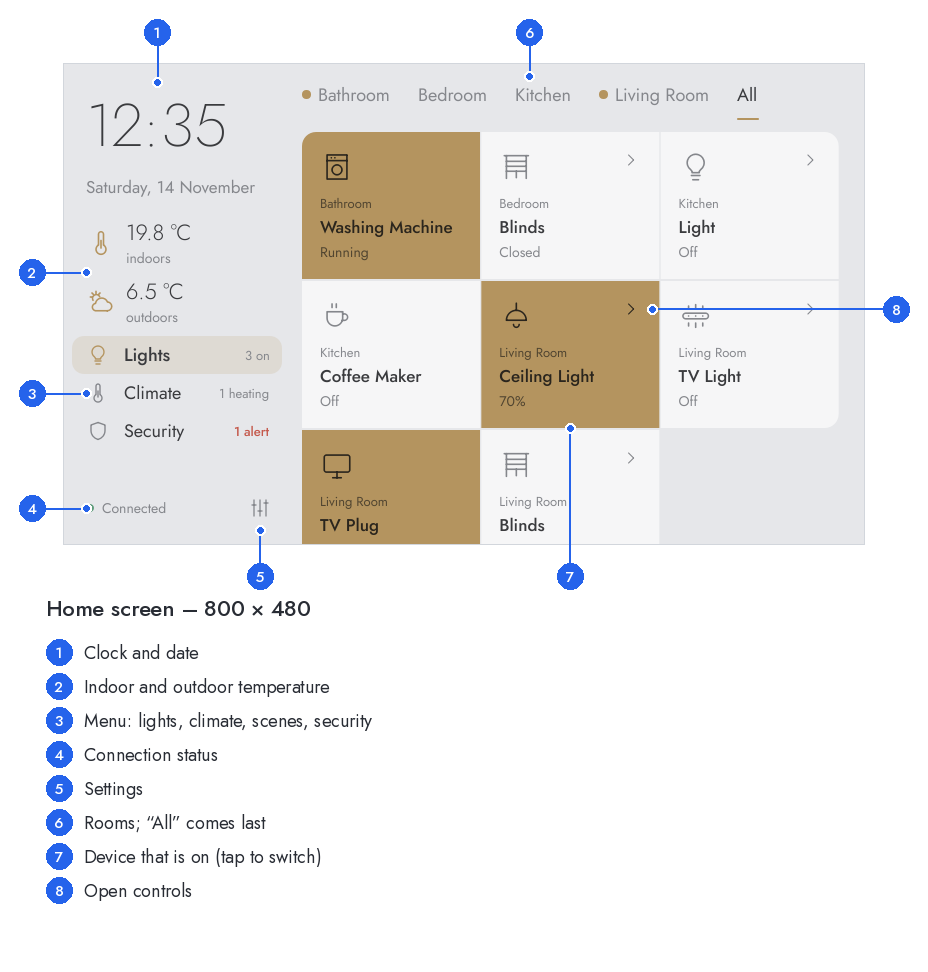 1
6
12:35
Saturday, 14 November
19.8 °C
indoors
2
6.5 °C
outdoors
Lights 3 on
3
Climate 1 heating
Security 1 alert
4
Connected
5
Bathroom Bedroom Kitchen Living Room All
Bathroom
Washing Machine
Running
Bedroom
Blinds
Closed
Kitchen
Light
Off
8
Kitchen
Coffee Maker
Off
Living Room
Ceiling Light
70%
Living Room
TV Light
Off
Living Room
TV Plug
Living Room
Blinds
7
Home screen – 800 × 480
1 Clock and date
2 Indoor and outdoor temperature
3 Menu: lights, climate, scenes, security
4 Connection status
5 Settings
6 Rooms; “All” comes last
7 Device that is on (tap to switch)
8 Open controls